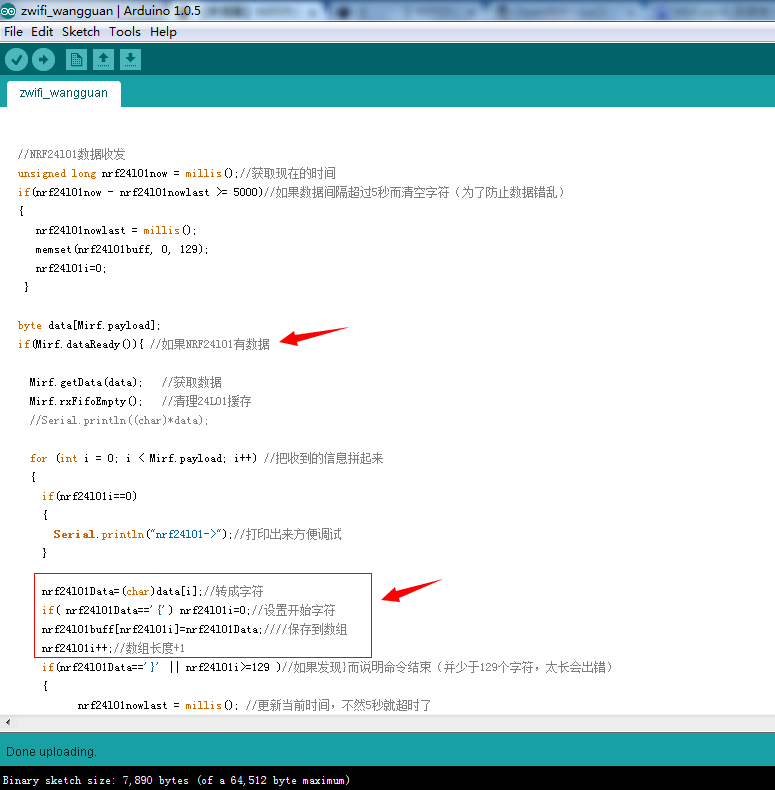 zwifi_wangguan | Arduino 1.0.5
File Edit Sketch Tools Help
zwifi_wangguan
//NRF24l01数据收发
unsigned long nrf24l01now = millis();//获取现在的时间
if(nrf24l01now - nrf24l01nowlast >= 5000)//如果数据间隔超过5秒而清空字符（为了防止数据错乱）
{
nrf24l01nowlast = millis();
memset(nrf24l01buff, 0, 129);
nrf24l01i=0;
}
byte data[Mirf.payload];
if(Mirf.dataReady()){ //如果NRF24l01有数据
Mirf.getData(data); //获取数据
Mirf.rxFifoEmpty(); //清理24L01援存
//Serial.println((char)*data);
for (int i = 0; i < Mirf.payload; i++) //把收到的信息拼起来
{
if(nrf24l01i==0)
{
Serial.println("nrf24l01->");//打印出来方便调试
}
nrf24l01Data=(char)data[i];//转成字符
if( nrf24l01Data=='{') nrf24l01i=0;//设置开始字符
nrf24l01buff[nrf24l01i]=nrf24l01Data;////保存到数组
nrf24l01i++;//数组长度+1
if(nrf24l01Data=='}' || nrf24l01i>=129 )//如果发现}而说明命令结束（并少于129个字符，太长会出错）
{
nrf24l01nowlast = millis(); //更新当前时间，不然5秒就超时了
Done uploading.
Binary sketch size: 7,890 bytes (of a 64,512 byte maximum)